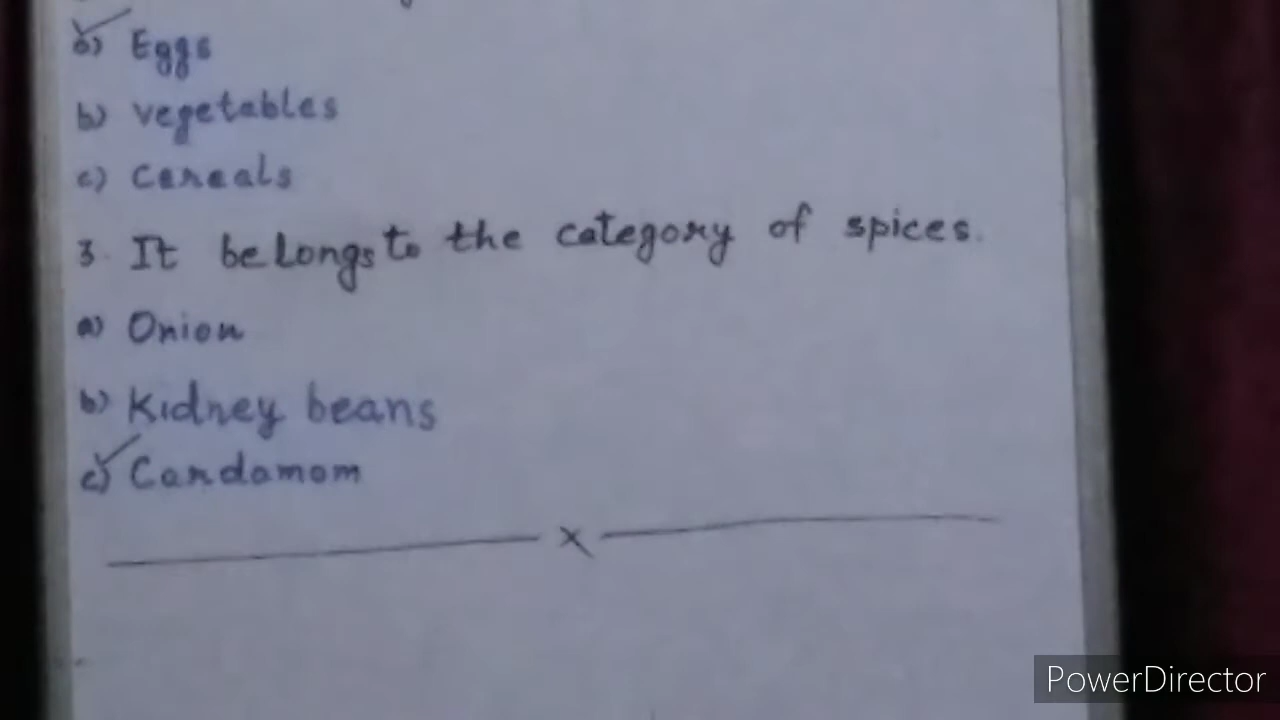 a) Eggs
b) vegetables
c) Cereals
3. It belongs to the category of spices.
a) Onion
b) Kidney beans
c) Cardamom
x
PowerDirector